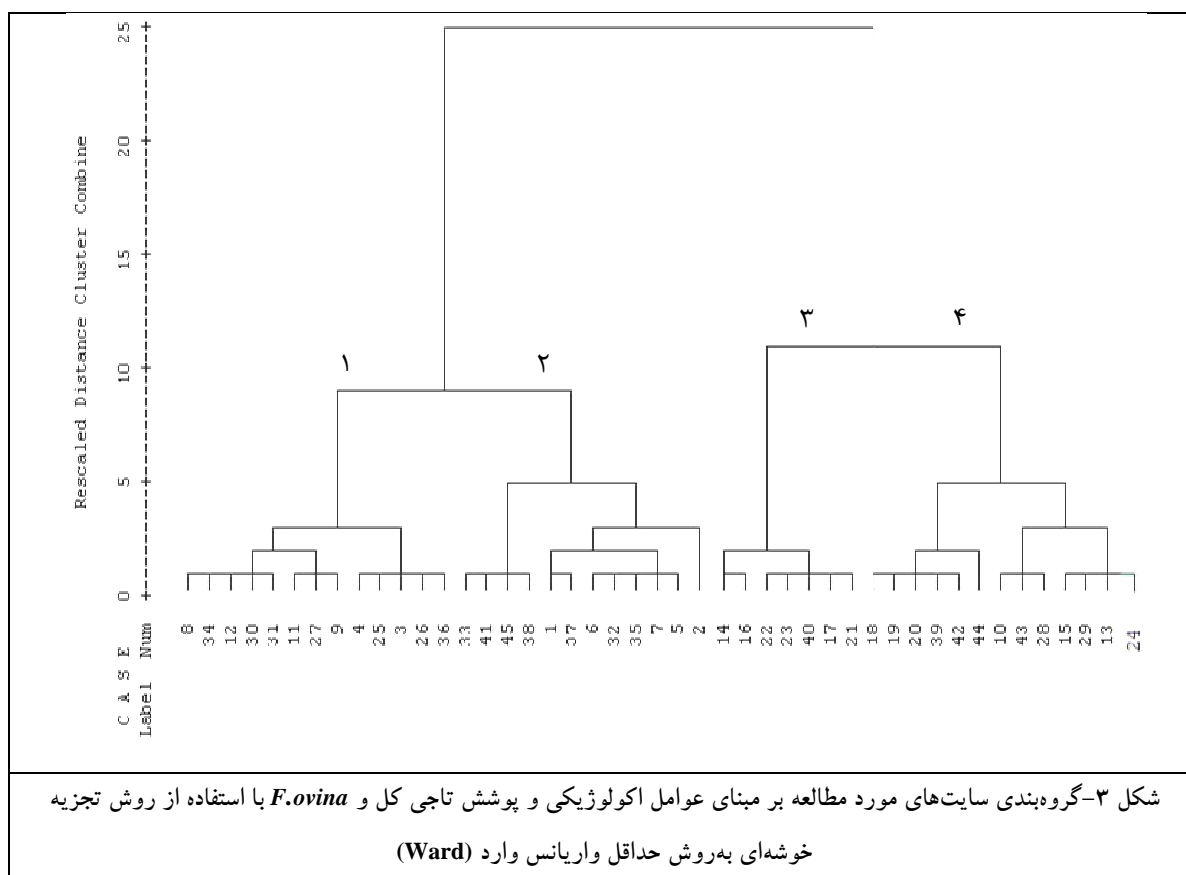 Rescaled Distance Cluster Combine
25
20
15
10
5
0
۱
۲
۳
۴
C A S E
Label Num
8 34 12 30 31 11 27 9 4 25 3 26 36 33 41 45 38 1 37 6 32 35 7 5 2 14 16 22 23 40 17 21 18 19 20 39 42 44 10 43 28 15 29 13 24
شکل ۳-گروه‌بندی سایت‌های مورد مطالعه بر مبنای عوامل اکولوژیکی و پوشش تاجی کل و F.ovina با استفاده از روش تجزیه
خوشه‌ای به‌روش حداقل واریانس وارد (Ward)